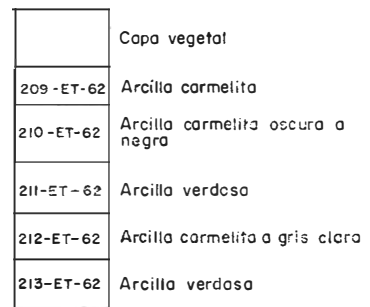 Capa vegetal
209-ET-62 Arcilla carmelita
210-ET-62 Arcilla carmelita oscura a
negra
211-ET-62 Arcilla verdosa
212-ET-62 Arcilla carmelita a gris clara
213-ET-62 Arcilla verdosa